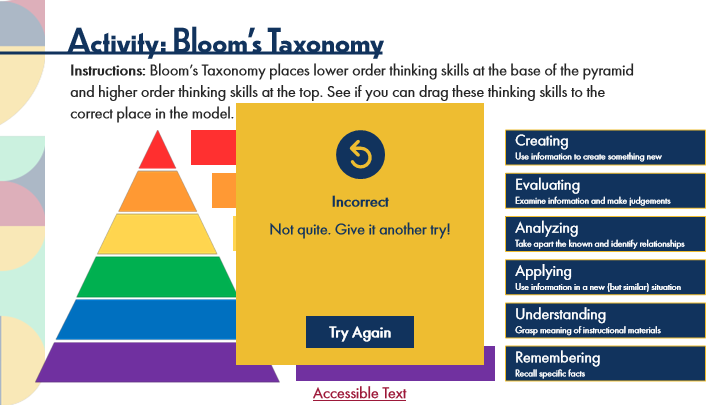 Activity: Bloom's Taxonomy
Instructions: Bloom's Taxonomy places lower order thinking skills at the base of the pyramid
and higher order thinking skills at the top. See if you can drag these thinking skills to the
correct place in the model.
Incorrect
Not quite. Give it another try!
Try Again
Creating
Use information to create something new
Evaluating
Examine information and make judgements
Analyzing
Take apart the known and identify relationships
Applying
Use information in a new (but similar) situation
Understanding
Grasp meaning of instructional materials
Remembering
Recall specific facts
Accessible Text